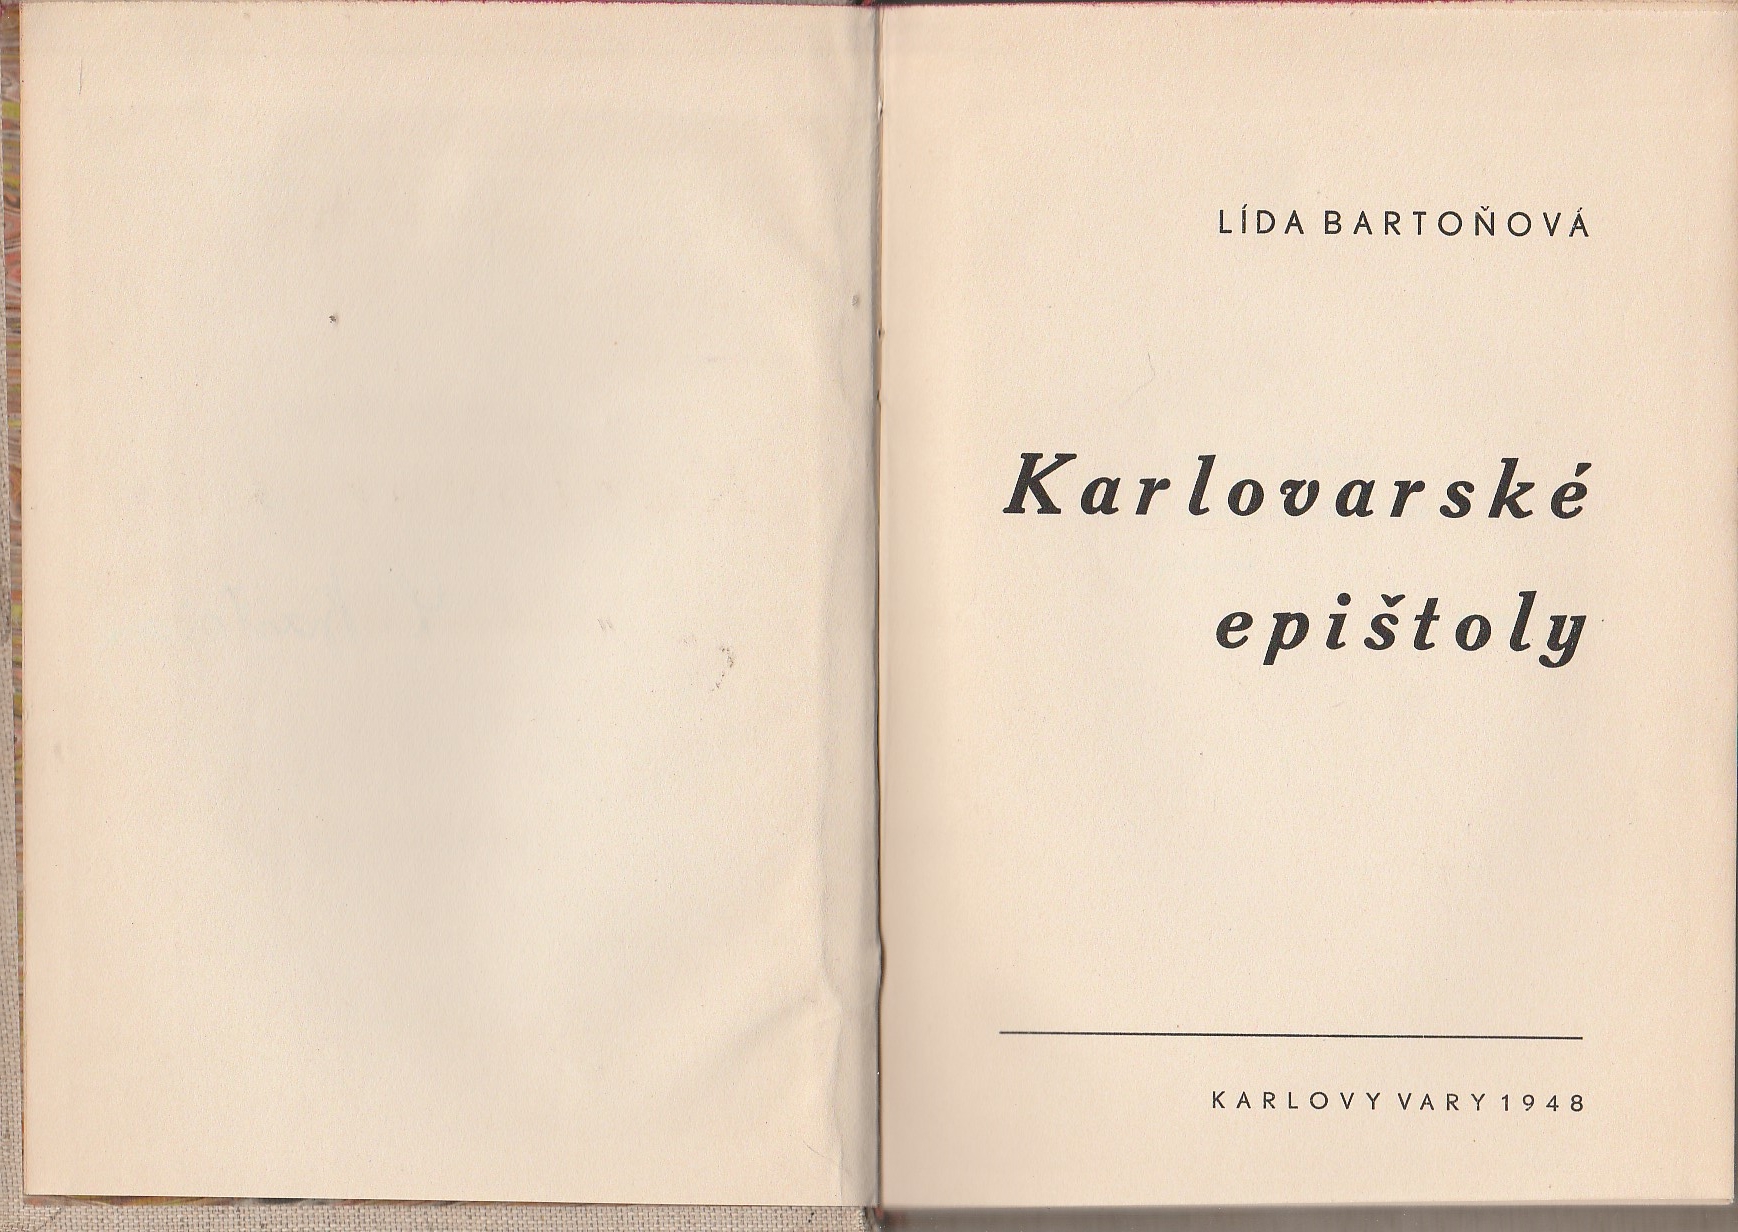 LÍDA BARTOŇOVÁ
Karlovarské
epištoly
KARLOVY VARY 1948